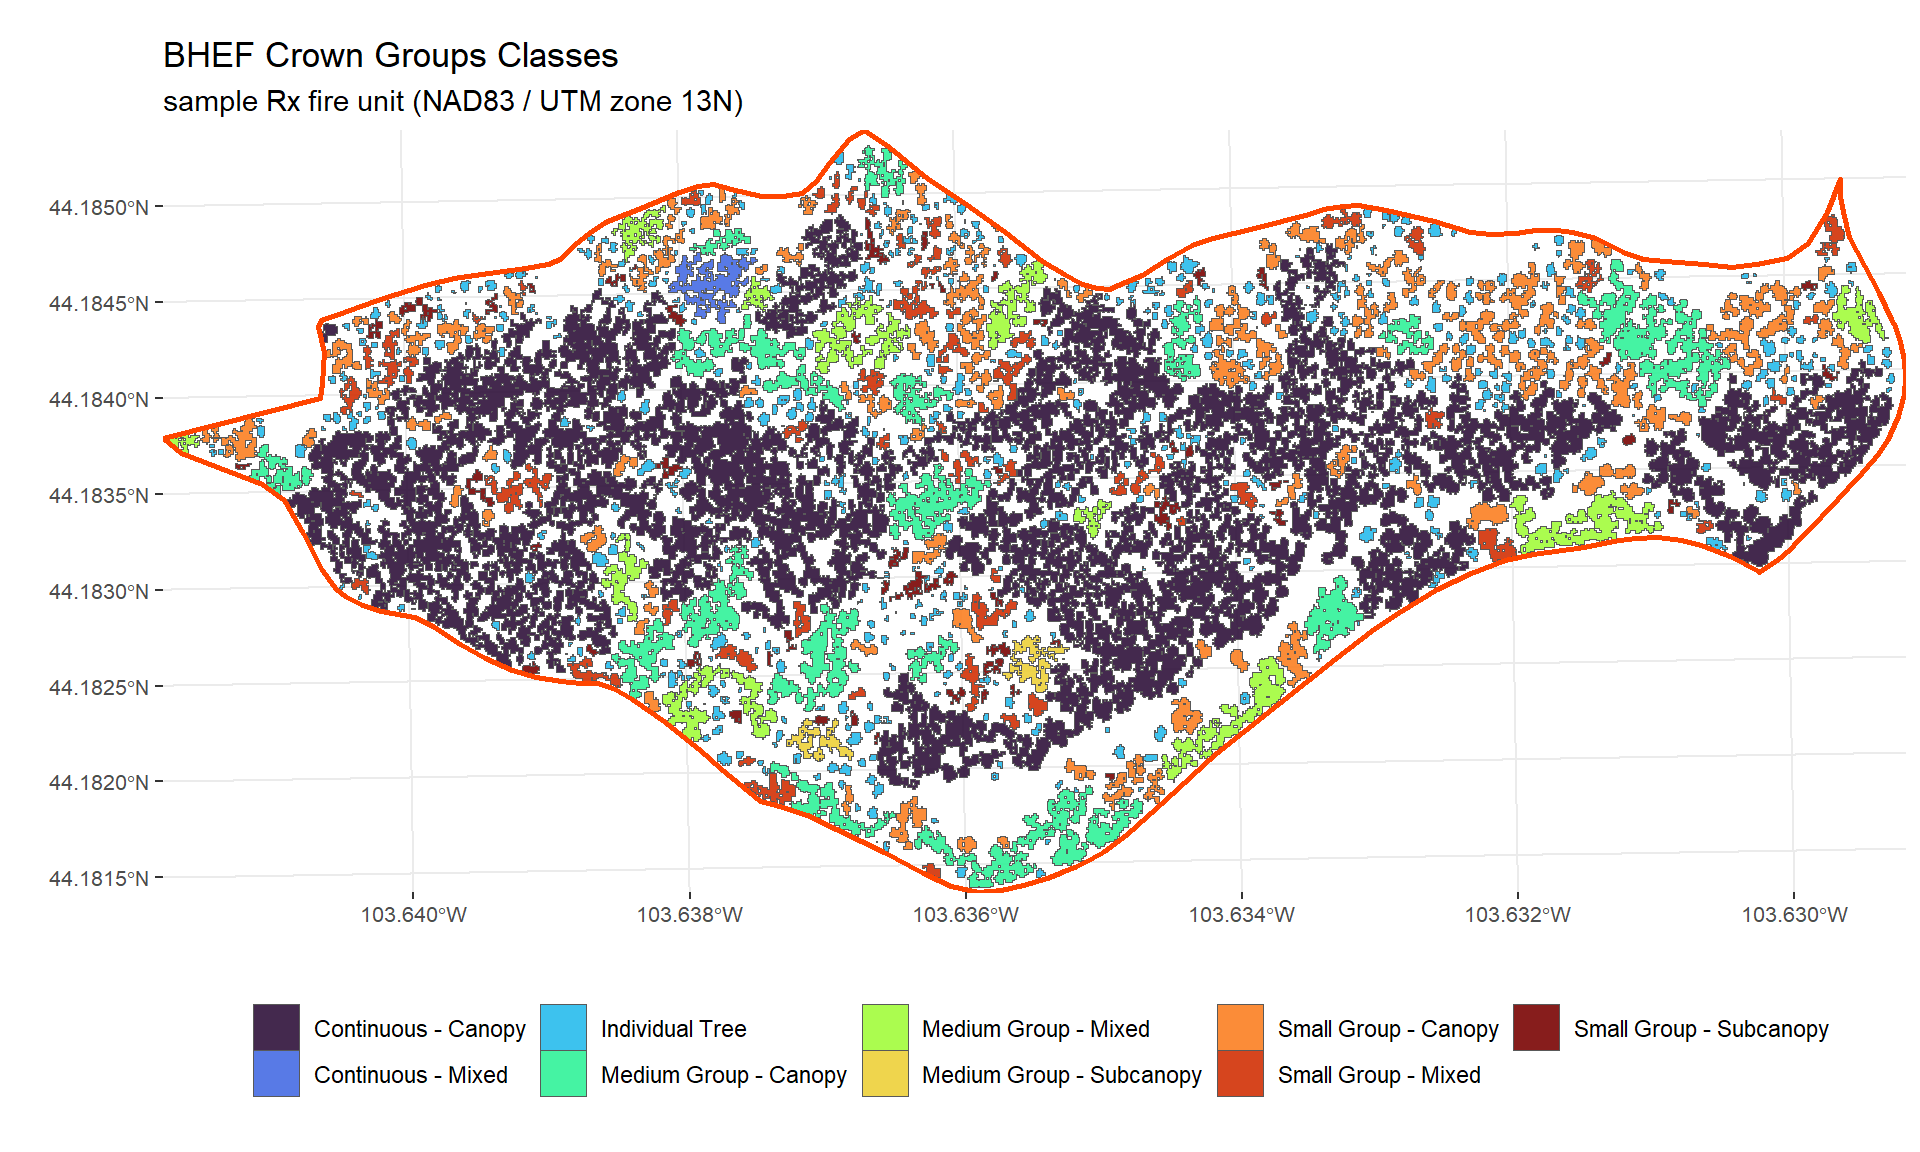 BHEF Crown Groups Classes
sample Rx fire unit (NAD83 / UTM zone 13N)
44.1850°N
44.1845°N
44.1840°N
44.1835°N
44.1830°N
44.1825°N
44.1820°N
44.1815°N
103.640°W 103.638°W 103.636°W 103.634°W 103.632°W 103.630°W
Continuous - Canopy Individual Tree Medium Group - Mixed Small Group - Canopy Small Group - Subcanopy
Continuous - Mixed Medium Group - Canopy Medium Group - Subcanopy Small Group - Mixed